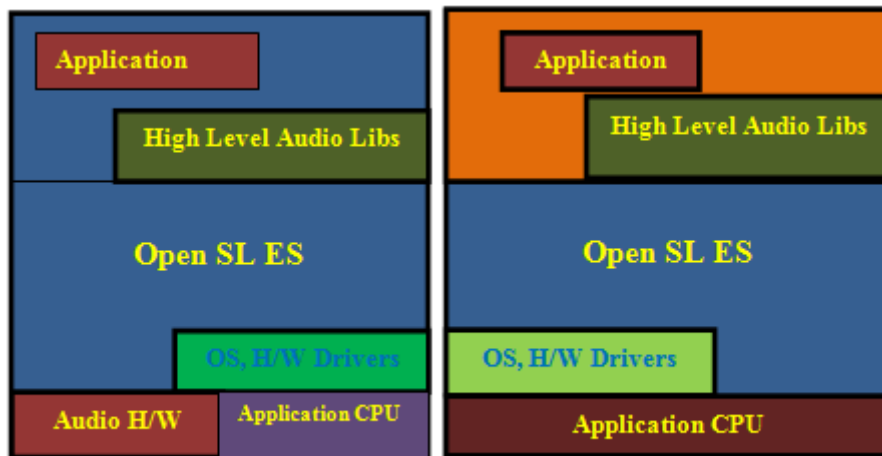 Application
High Level Audio Libs
Open SL ES
OS, H/W Drivers
Audio H/W
Application CPU
Application
High Level Audio Libs
Open SL ES
OS, H/W Drivers
Application CPU